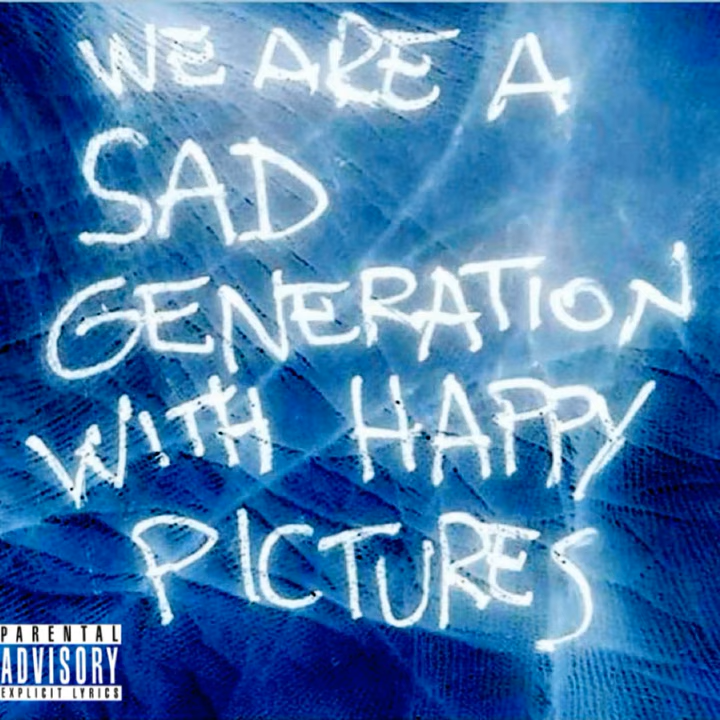 WE ARE A
SAD
GENERATION
WITH HAPPY
PICTURES
PARENTAL
ADVISORY
EXPLICIT LYRICS